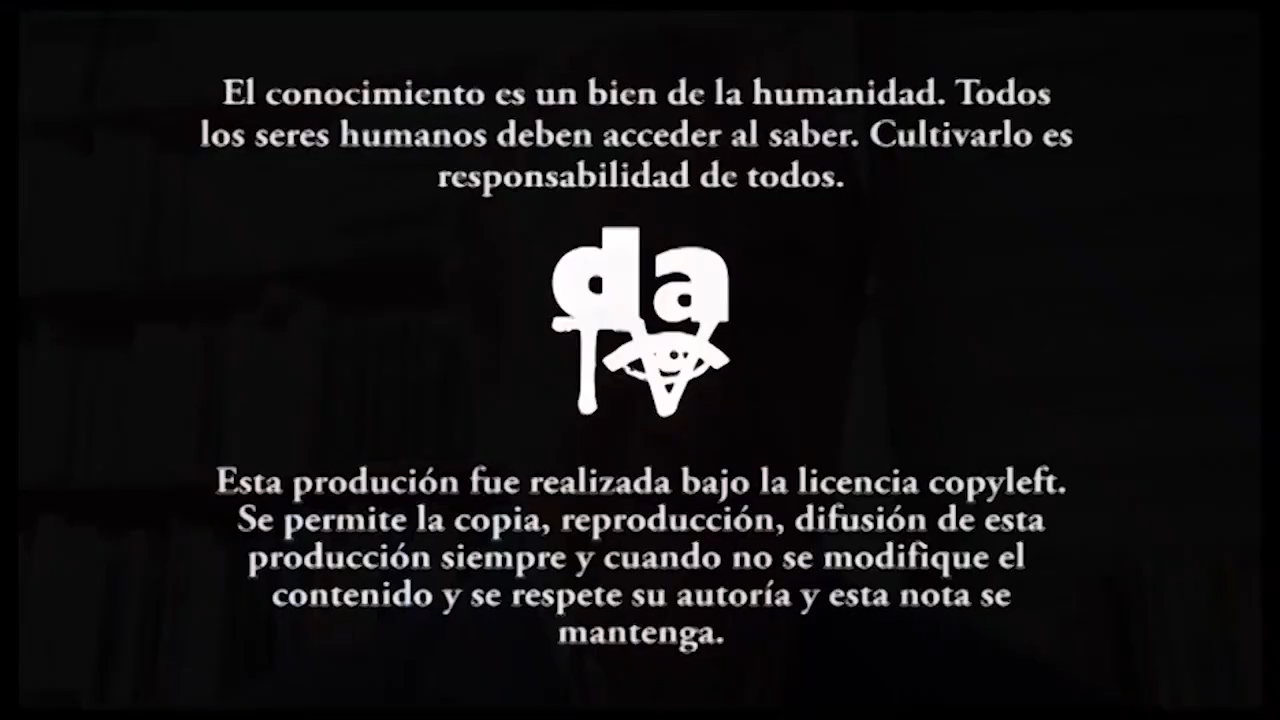 El conocimiento es un bien de la humanidad. Todos
los seres humanos deben acceder al saber. Cultivarlo es
responsabilidad de todos.
da
TV
Esta produción fue realizada bajo la licencia copyleft.
Se permite la copia, reproducción, difusión de esta
producción siempre y cuando no se modifique el
contenido y se respete su autoría y esta nota se
mantenga.